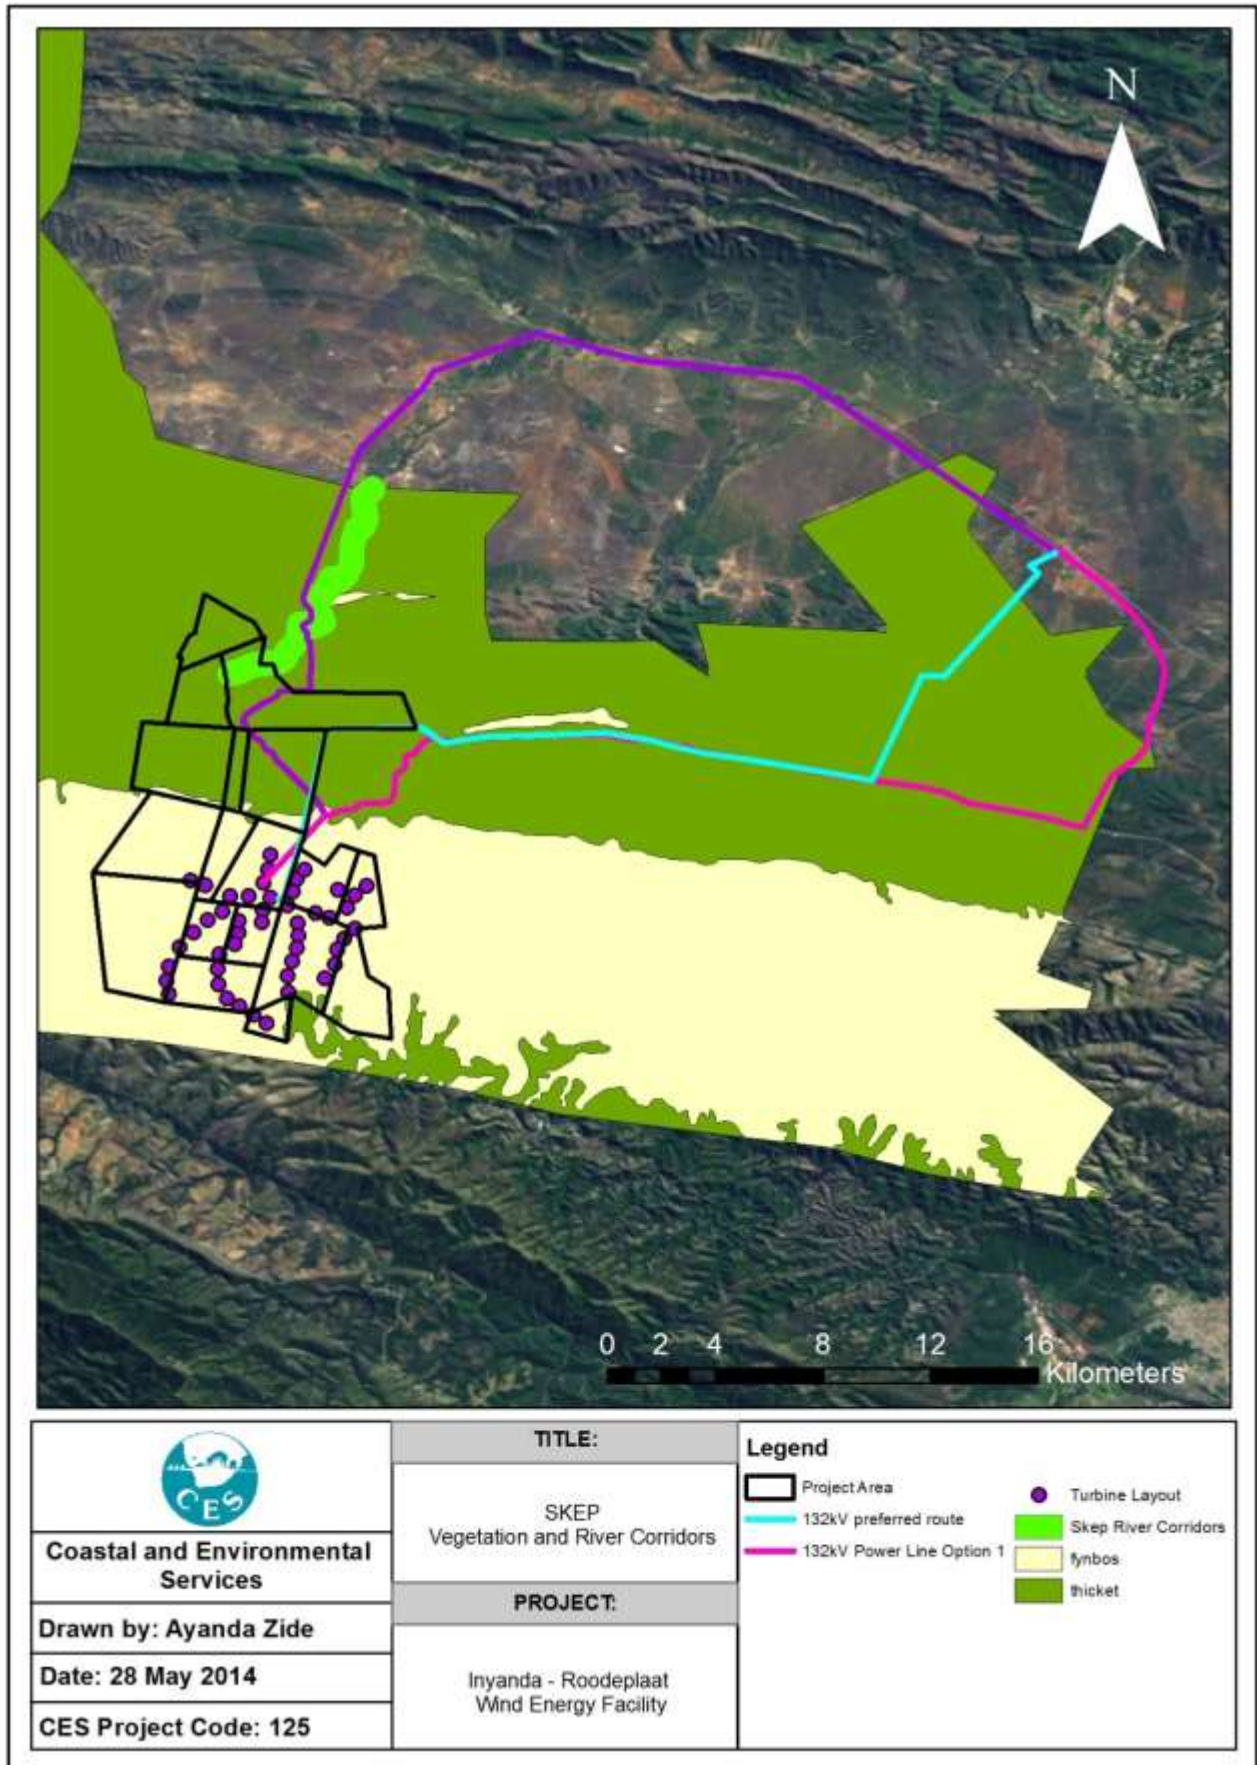 N
0 2 4 8 12 16
Kilometers
CES
Coastal and Environmental
Services
Drawn by: Ayanda Zide
Date: 28 May 2014
CES Project Code: 125
TITLE:
SKEP
Vegetation and River Corridors
PROJECT:
Inyanda - Roodeplaat
Wind Energy Facility
Legend
Project Area
132kV preferred route
132kV Power Line Option 1
Turbine Layout
Skep River Corridors
fynbos
thicket